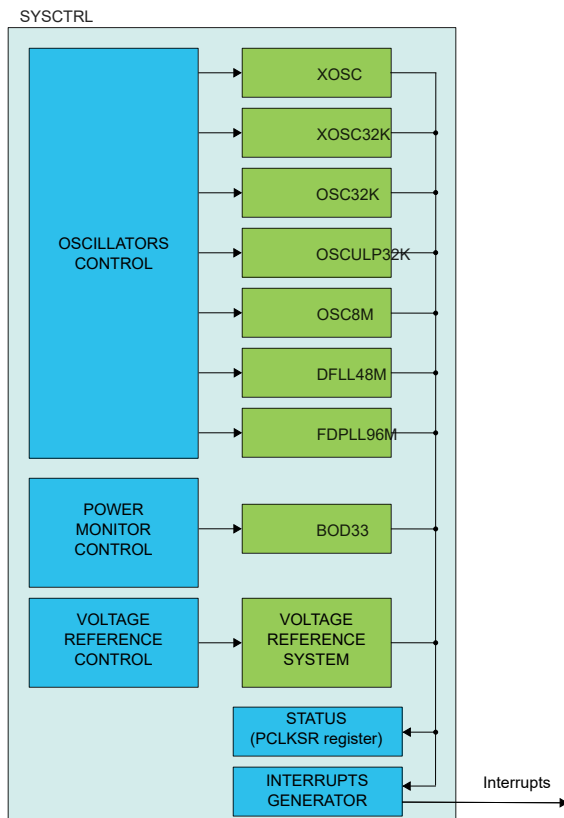 SYSCTRL
XOSC
XOSC32K
OSC32K
OSCILLATORS
CONTROL
OSCULP32K
OSC8M
DFLL48M
FDPLL96M
POWER
MONITOR
CONTROL
BOD33
VOLTAGE
REFERENCE
CONTROL
VOLTAGE
REFERENCE
SYSTEM
STATUS
(PCLKSR register)
INTERRUPTS
GENERATOR
Interrupts